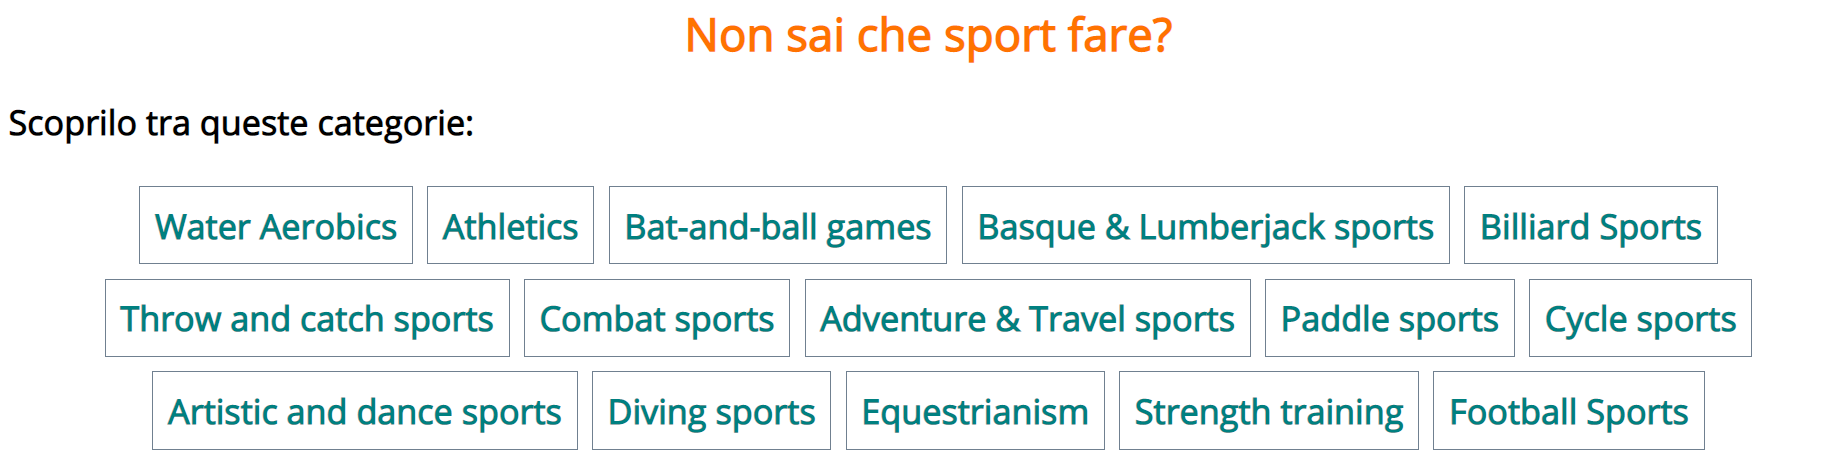 Non sai che sport fare?
Scoprilo tra queste categorie:
Water Aerobics Athletics Bat-and-ball games Basque & Lumberjack sports Billiard Sports
Throw and catch sports Combat sports Adventure & Travel sports Paddle sports Cycle sports
Artistic and dance sports Diving sports Equestrianism Strength training Football Sports